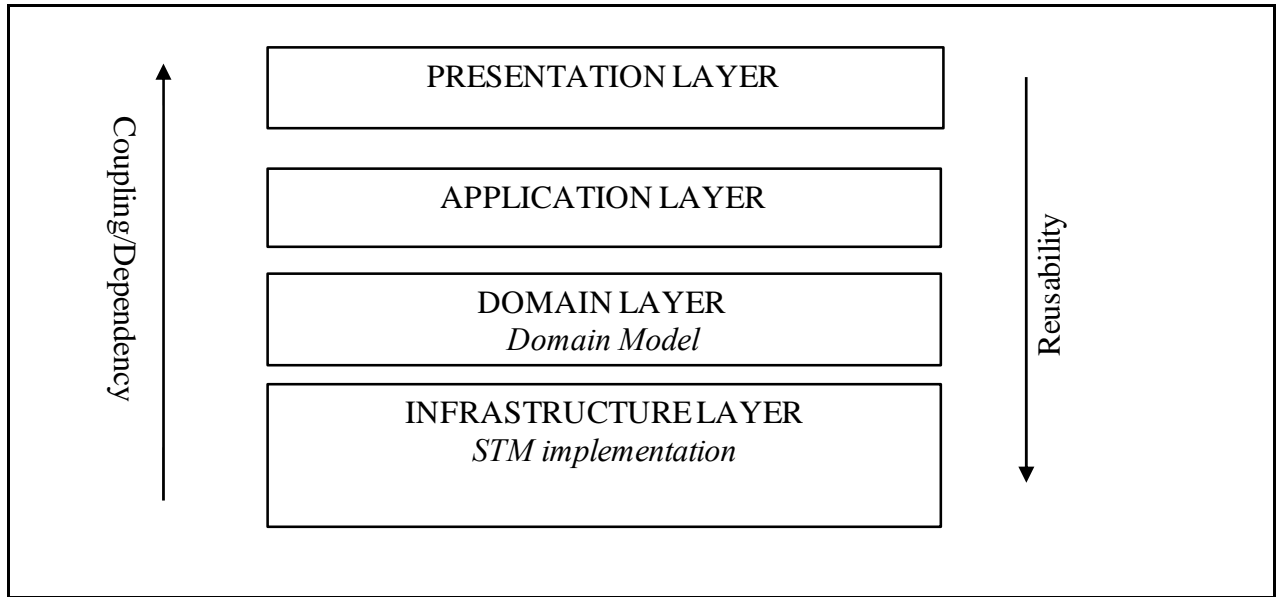 PRESENTATION LAYER
Coupling/Dependency
APPLICATION LAYER
Reusability
DOMAIN LAYER
Domain Model
INFRASTRUCTURE LAYER
STM implementation